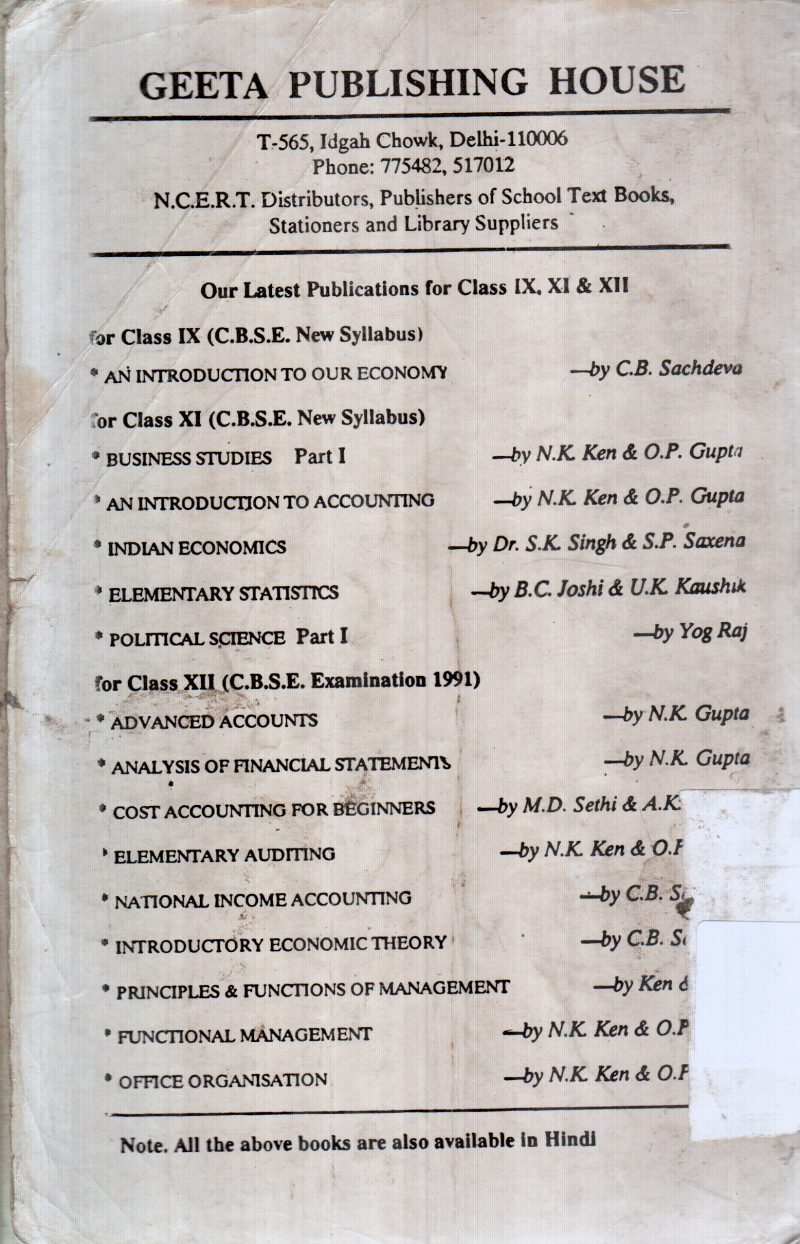 GEETA PUBLISHING HOUSE
T-565, Idgah Chowk, Delhi-110006
Phone: 775482, 517012
N.C.E.R.T. Distributors, Publishers of School Text Books,
Stationers and Library Suppliers
Our Latest Publications for Class IX, XI & XII
for Class IX (C.B.S.E. New Syllabus)
* AN INTRODUCTION TO OUR ECONOMY —by C.B. Sachdeva
for Class XI (C.B.S.E. New Syllabus)
* BUSINESS STUDIES Part I —by N.K. Ken & O.P. Gupta
* AN INTRODUCTION TO ACCOUNTING —by N.K. Ken & O.P. Gupta
* INDIAN ECONOMICS —by Dr. S.K. Singh & S.P. Saxena
* ELEMENTARY STATISTICS —by B.C. Joshi & U.K. Kaushik
* POLITICAL SCIENCE Part I —by Yog Raj
for Class XII (C.B.S.E. Examination 1991)
* ADVANCED ACCOUNTS —by N.K. Gupta
* ANALYSIS OF FINANCIAL STATEMENTS —by N.K. Gupta
* COST ACCOUNTING FOR BEGINNERS —by M.D. Sethi & A.K.
* ELEMENTARY AUDITING —by N.K. Ken & O.P
* NATIONAL INCOME ACCOUNTING —by C.B.
* INTRODUCTORY ECONOMIC THEORY —by C.B.
* PRINCIPLES & FUNCTIONS OF MANAGEMENT —by Ken &
* FUNCTIONAL MANAGEMENT —by N.K. Ken & O.P
* OFFICE ORGANISATION —by N.K. Ken & O.P
Note. All the above books are also available in Hindi